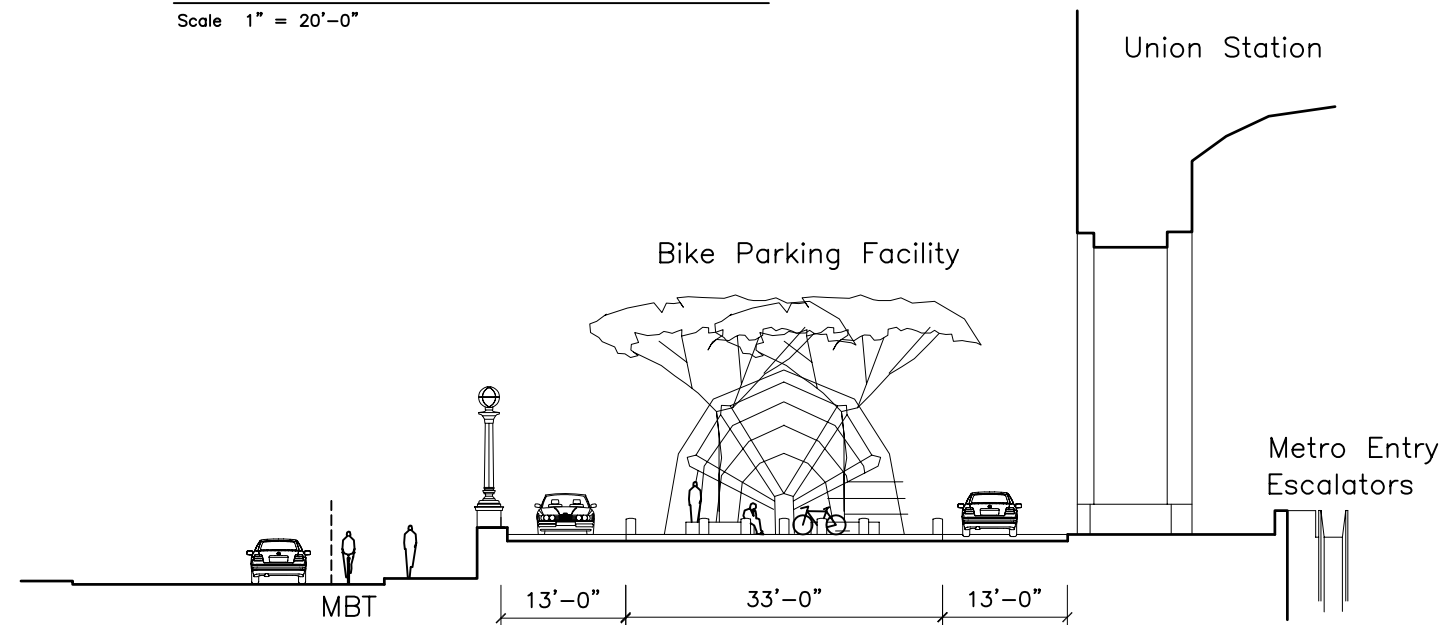 Scale 1” = 20’-0”
Union Station
Bike Parking Facility
Metro Entry
Escalators
MBT
13’-0”
33’-0”
13’-0”